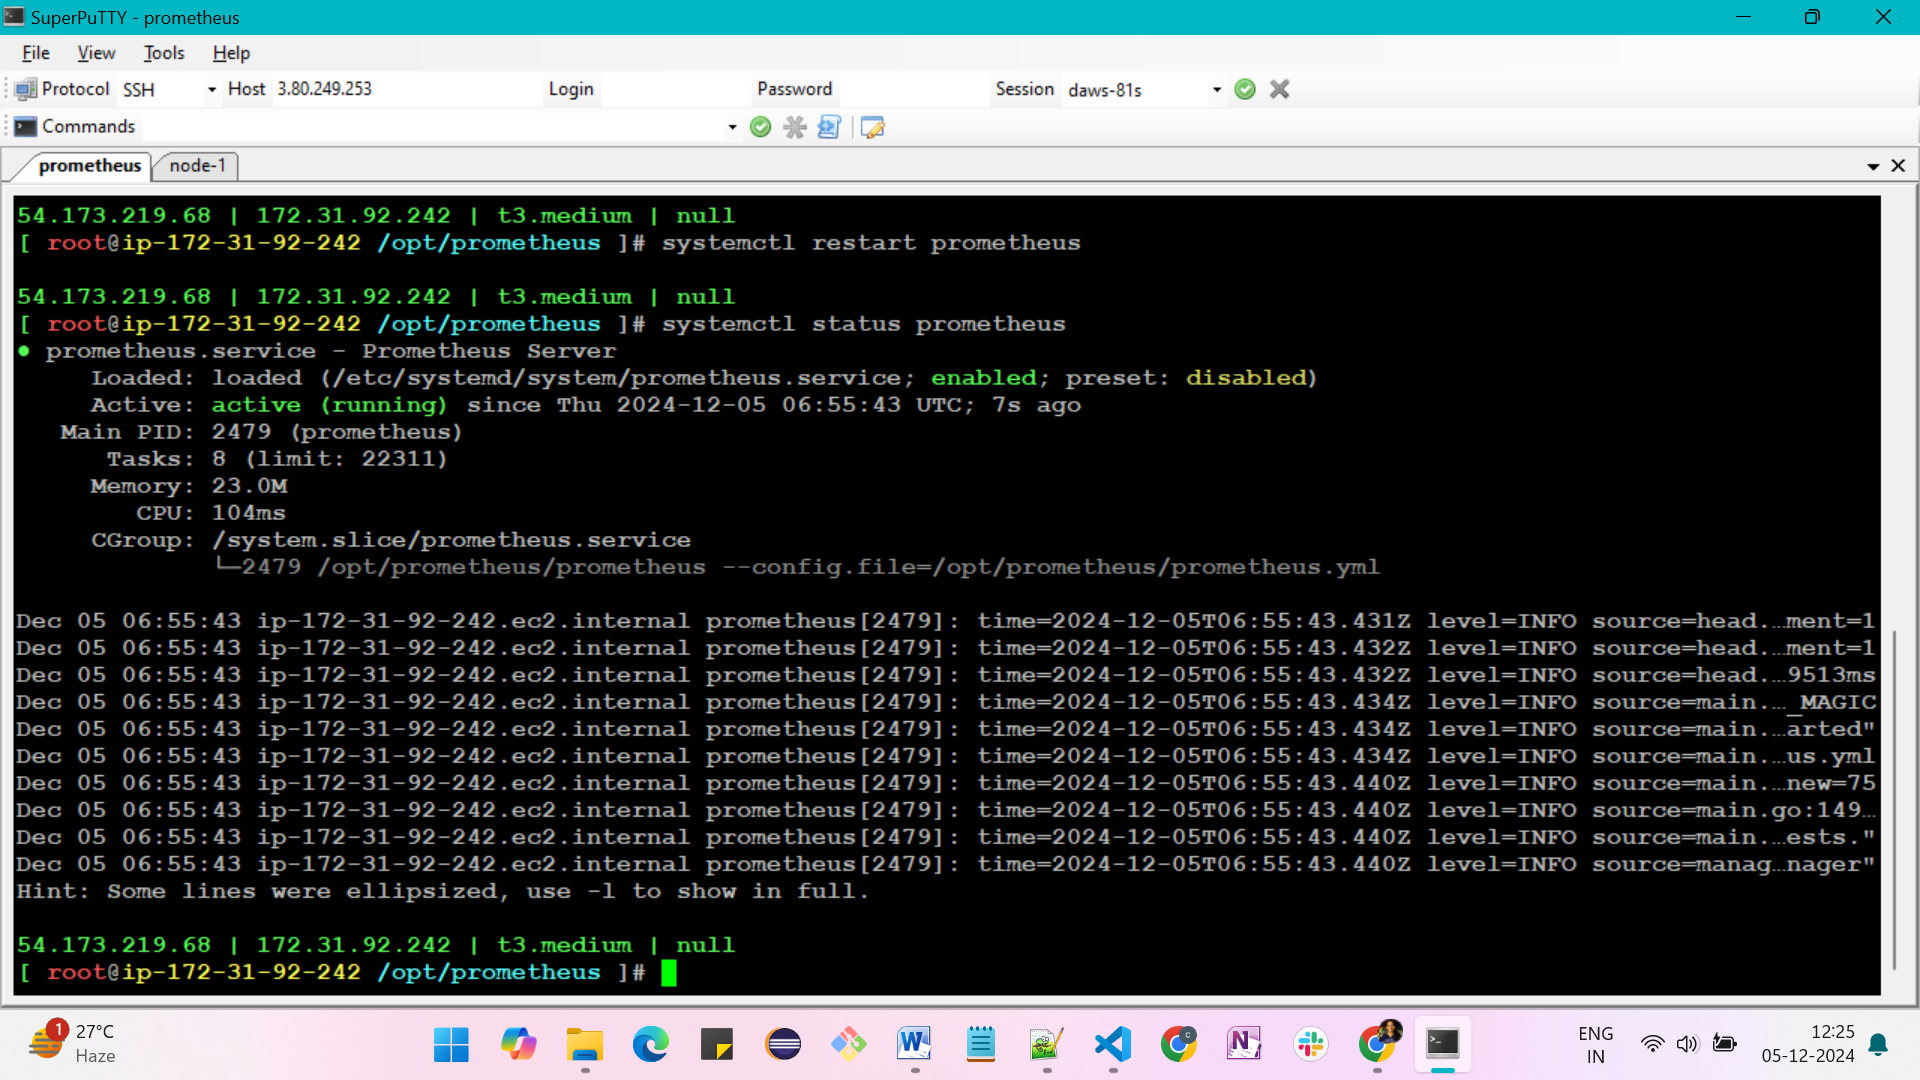 SuperPuTTY - prometheus
File View Tools Help
Protocol SSH Host 3.80.249.253 Login Password Session daws-81s
Commands
prometheus node-1
54.173.219.68 | 172.31.92.242 | t3.medium | null
[ root@ip-172-31-92-242 /opt/prometheus ]# systemctl restart prometheus
54.173.219.68 | 172.31.92.242 | t3.medium | null
[ root@ip-172-31-92-242 /opt/prometheus ]# systemctl status prometheus
● prometheus.service - Prometheus Server
Loaded: loaded (/etc/systemd/system/prometheus.service; enabled; preset: disabled)
Active: active (running) since Thu 2024-12-05 06:55:43 UTC; 7s ago
Main PID: 2479 (prometheus)
Tasks: 8 (limit: 22311)
Memory: 23.0M
CPU: 104ms
CGroup: /system.slice/prometheus.service
└─2479 /opt/prometheus/prometheus --config.file=/opt/prometheus/prometheus.yml
Dec 05 06:55:43 ip-172-31-92-242.ec2.internal prometheus[2479]: time=2024-12-05T06:55:43.431Z level=INFO source=head.…ment=1
Dec 05 06:55:43 ip-172-31-92-242.ec2.internal prometheus[2479]: time=2024-12-05T06:55:43.432Z level=INFO source=head.…ment=1
Dec 05 06:55:43 ip-172-31-92-242.ec2.internal prometheus[2479]: time=2024-12-05T06:55:43.432Z level=INFO source=head.…9513ms
Dec 05 06:55:43 ip-172-31-92-242.ec2.internal prometheus[2479]: time=2024-12-05T06:55:43.434Z level=INFO source=main.…_MAGIC
Dec 05 06:55:43 ip-172-31-92-242.ec2.internal prometheus[2479]: time=2024-12-05T06:55:43.434Z level=INFO source=main.…arted"
Dec 05 06:55:43 ip-172-31-92-242.ec2.internal prometheus[2479]: time=2024-12-05T06:55:43.434Z level=INFO source=main.…us.yml
Dec 05 06:55:43 ip-172-31-92-242.ec2.internal prometheus[2479]: time=2024-12-05T06:55:43.440Z level=INFO source=main.…new=75
Dec 05 06:55:43 ip-172-31-92-242.ec2.internal prometheus[2479]: time=2024-12-05T06:55:43.440Z level=INFO source=main.go:149…
Dec 05 06:55:43 ip-172-31-92-242.ec2.internal prometheus[2479]: time=2024-12-05T06:55:43.440Z level=INFO source=main.…ests."
Dec 05 06:55:43 ip-172-31-92-242.ec2.internal prometheus[2479]: time=2024-12-05T06:55:43.440Z level=INFO source=manag…nager"
Hint: Some lines were ellipsized, use -l to show in full.
54.173.219.68 | 172.31.92.242 | t3.medium | null
[ root@ip-172-31-92-242 /opt/prometheus ]#
1 27°C
Haze
ENG
IN
12:25
05-12-2024